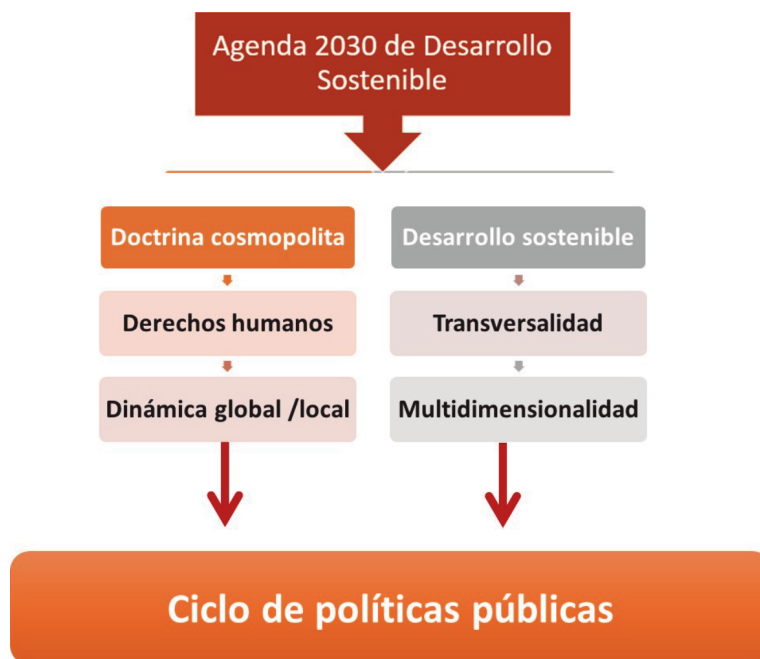 Agenda 2030 de Desarrollo
Sostenible
Doctrina cosmopolita
Desarrollo sostenible
Derechos humanos
Transversalidad
Dinámica global /local
Multidimensionalidad
Ciclo de políticas públicas